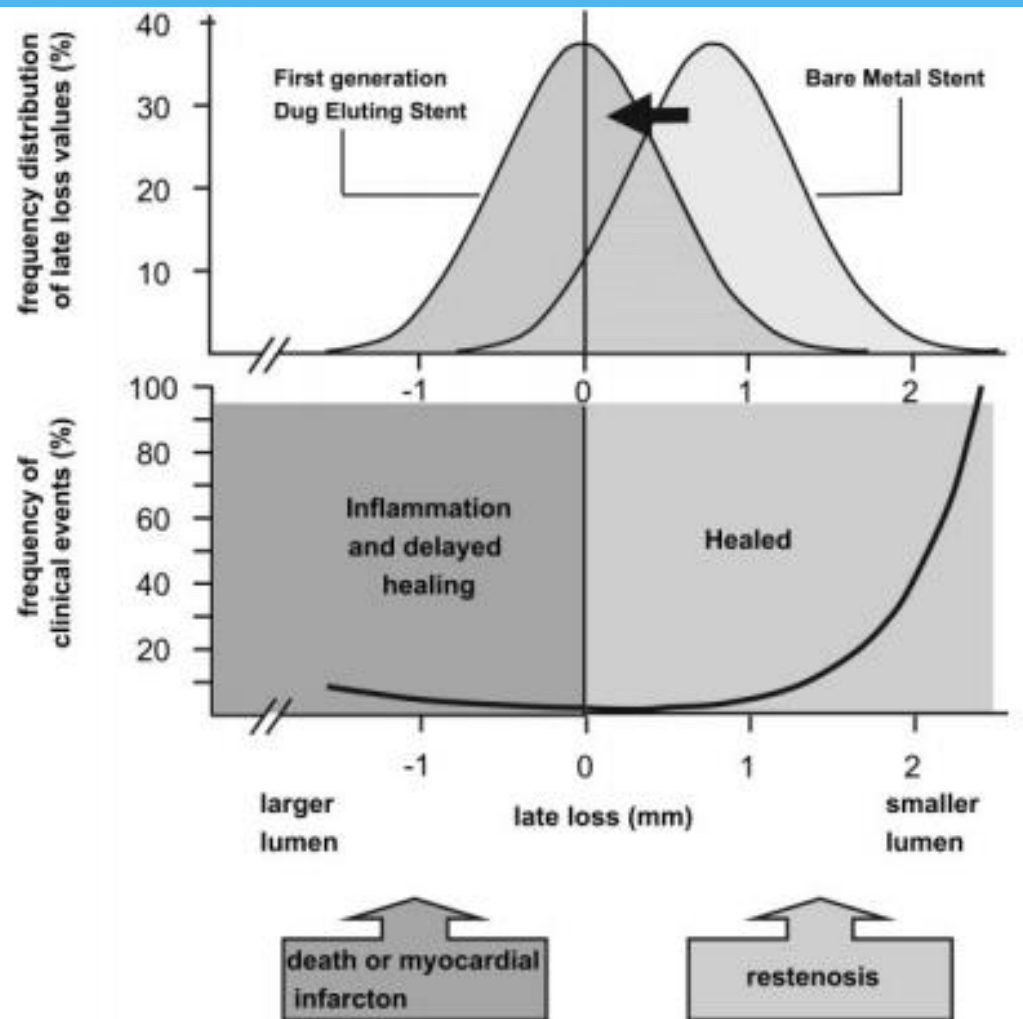 frequency distribution
of late loss values (%)
40
30
20
10
First generation
Dug Eluting Stent
Bare Metal Stent
-1
0
1
2
frequency of
clinical events (%)
100
80
60
40
20
Inflammation
and delayed
healing
Healed
-1
0
1
2
larger
lumen
late loss (mm)
smaller
lumen
death or myocardial
infarcton
restenosis